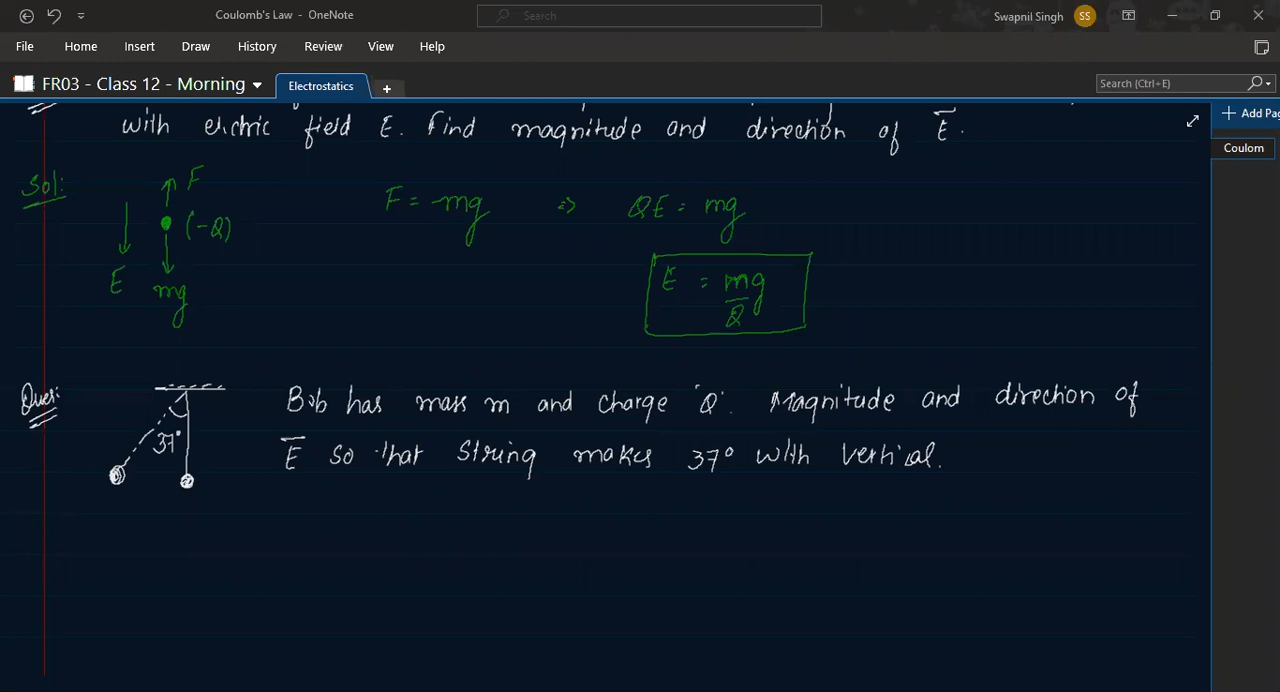 Coulomb's Law - OneNote
Search
Swapnil Singh
SS
File Home Insert Draw History Review View Help
FR03 - Class 12 - Morning
Electrostatics
+
Search (Ctrl+E)
with electric field E. Find magnitude and direction of E̅.
+ Add Pag
Coulom
Sol:
F
(-Q)
E
mg
F = mg ⇒ QE = mg
E = mg/Q
Ques:
37°
Bob has mass m and charge 'Q'. Magnitude and direction of
E̅ so that string makes 37° with vertical.